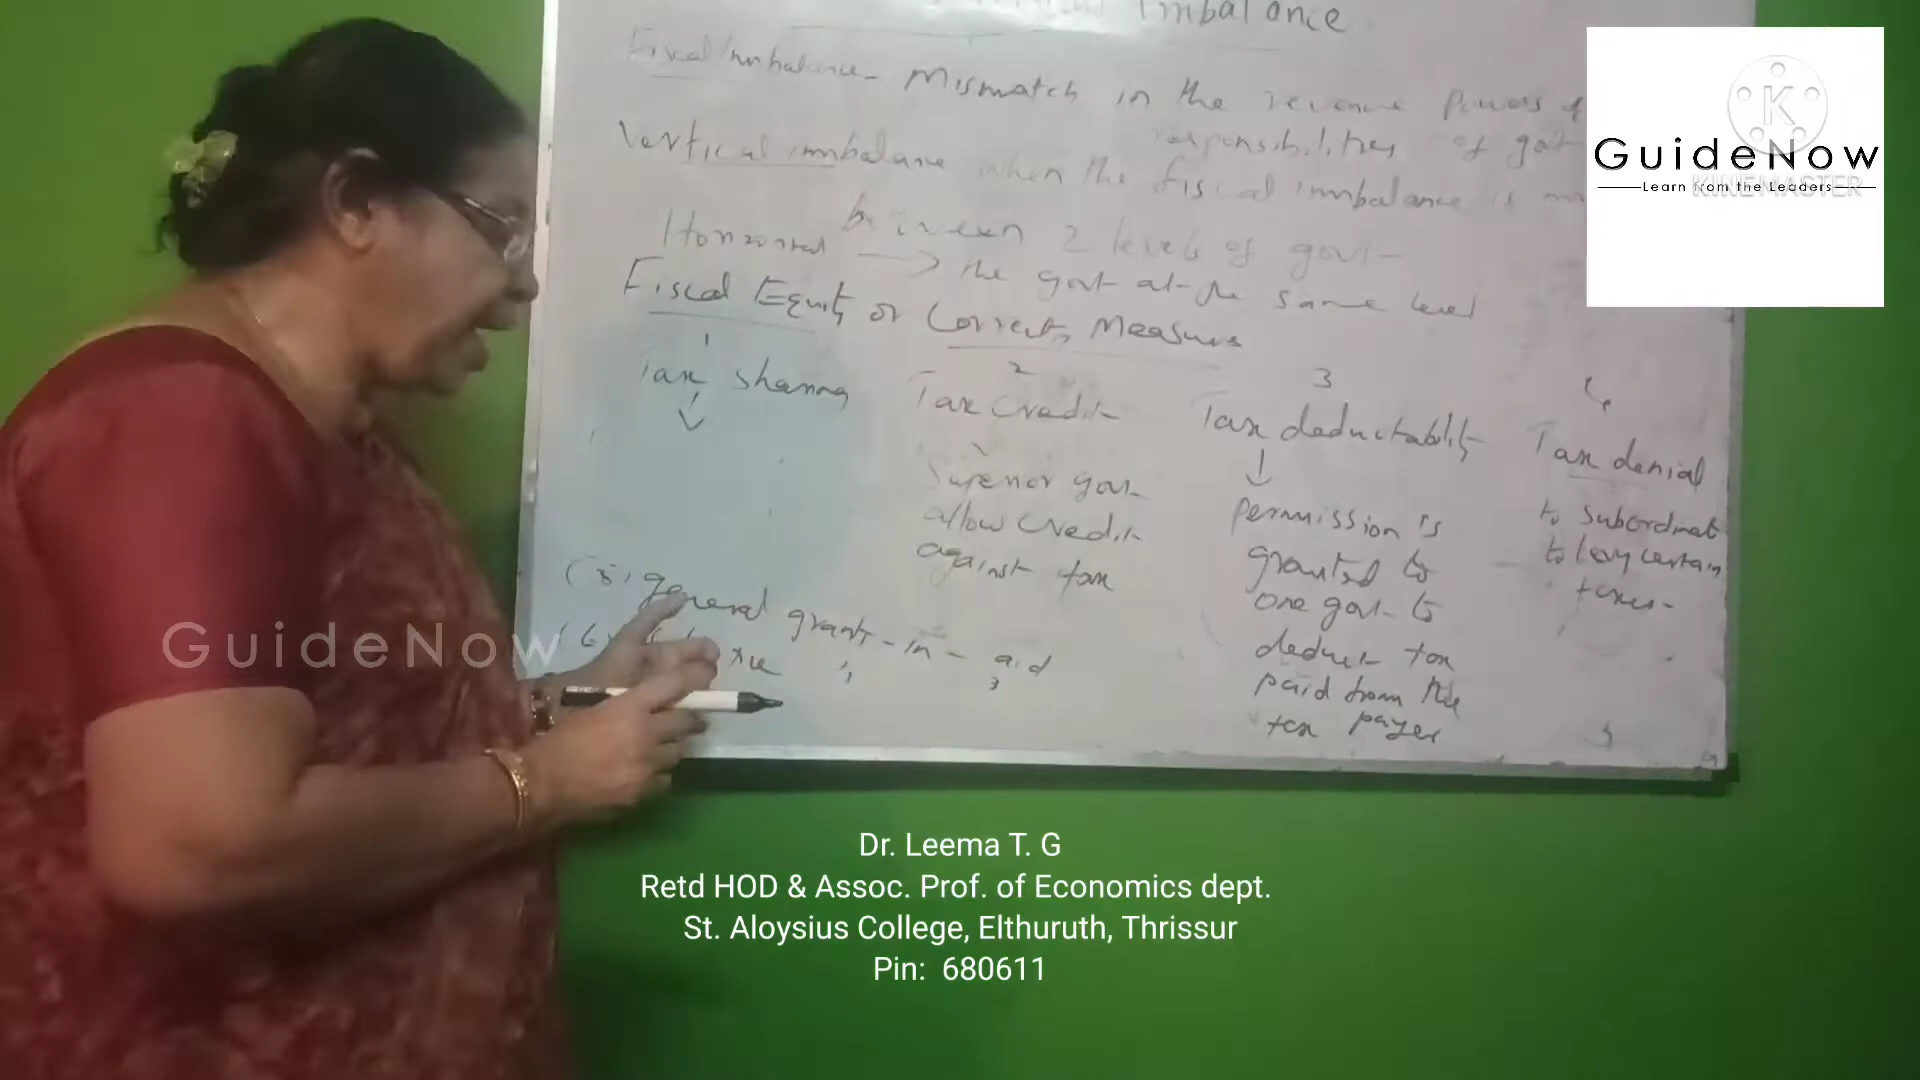 Imbalance
Fiscal imbalance - Mismatch in the revenue Powers &
responsibilities of govt
Vertical imbalance when the fiscal imbalance is
between 2 levels of govt-
Horizontal → the govt at the same level
Fiscal Equity or Correct Measure
1
Tax sharing
2
Tax credit
Superior govt
allow credit
against tax
3
Tax deductability
Permission is
granted to
one govt to
deduct tax
paid from the
tax payer
4
Tax denial
to subordinat
to levy certain
taxes-
(5) general grant-in-aid
(6)
GuideNow
Learn from the Leaders
K
KINEMASTER
GuideNow
Dr. Leema T. G
Retd HOD & Assoc. Prof. of Economics dept.
St. Aloysius College, Elthuruth, Thrissur
Pin: 680611